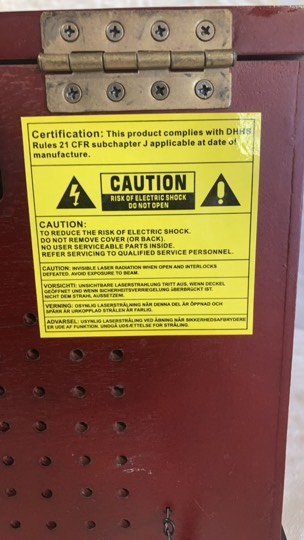 Certification: This product complies with DHHS
Rules 21 CFR subchapter J applicable at date of
manufacture.
CAUTION
RISK OF ELECTRIC SHOCK
DO NOT OPEN
CAUTION:
TO REDUCE THE RISK OF ELECTRIC SHOCK.
DO NOT REMOVE COVER (OR BACK).
NO USER SERVICEABLE PARTS INSIDE.
REFER SERVICING TO QUALIFIED SERVICE PERSONNEL.
CAUTION: INVISIBLE LASER RADIATION WHEN OPEN AND INTERLOCKS
DEFEATED. AVOID EXPOSURE TO BEAM.
VORSICHT: UNSICHTBARE LASERSTRAHLUNG TRITT AUS, WENN DECKEL
GEÖFFNET UND WENN SICHERHEITSVERRIEGELUNG ÜBERBRÜCKT IST.
NICHT DEM STRAHL AUSSETZEN.
VERNING: OSYNLIG LASERSTRÅLNING NÄR DENNA DEL ÄR ÖPPNAD OCH
SPÄRR ÄR URKOPPLAD STRÅLEN ÄR FARLIG.
ADVARSEL: USYNLIG LASERSTRÅLING VED ÅBNING NÅR SIKKERHEDSAFBRYDERE
ER UDE AF FUNKTION. UNDGÅ UDSÆTTELSE FOR STRÅLING.